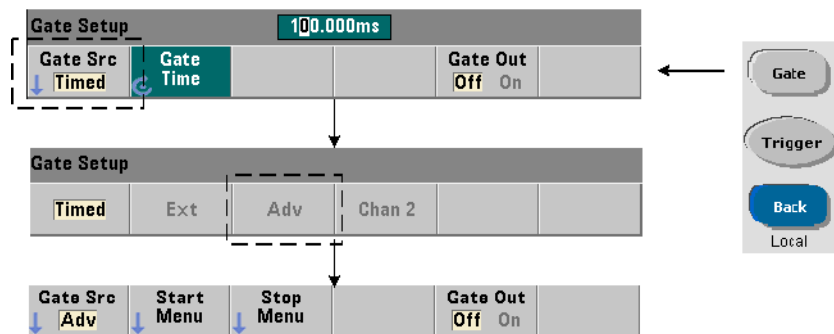 Gate Setup 100.000ms
Gate Src Gate Gate Out
Timed Time Off On
Gate
Trigger
Back
Local
Gate Setup
Timed Ext Adv Chan 2
Gate Src Start Stop Gate Out
Adv Menu Menu Off On